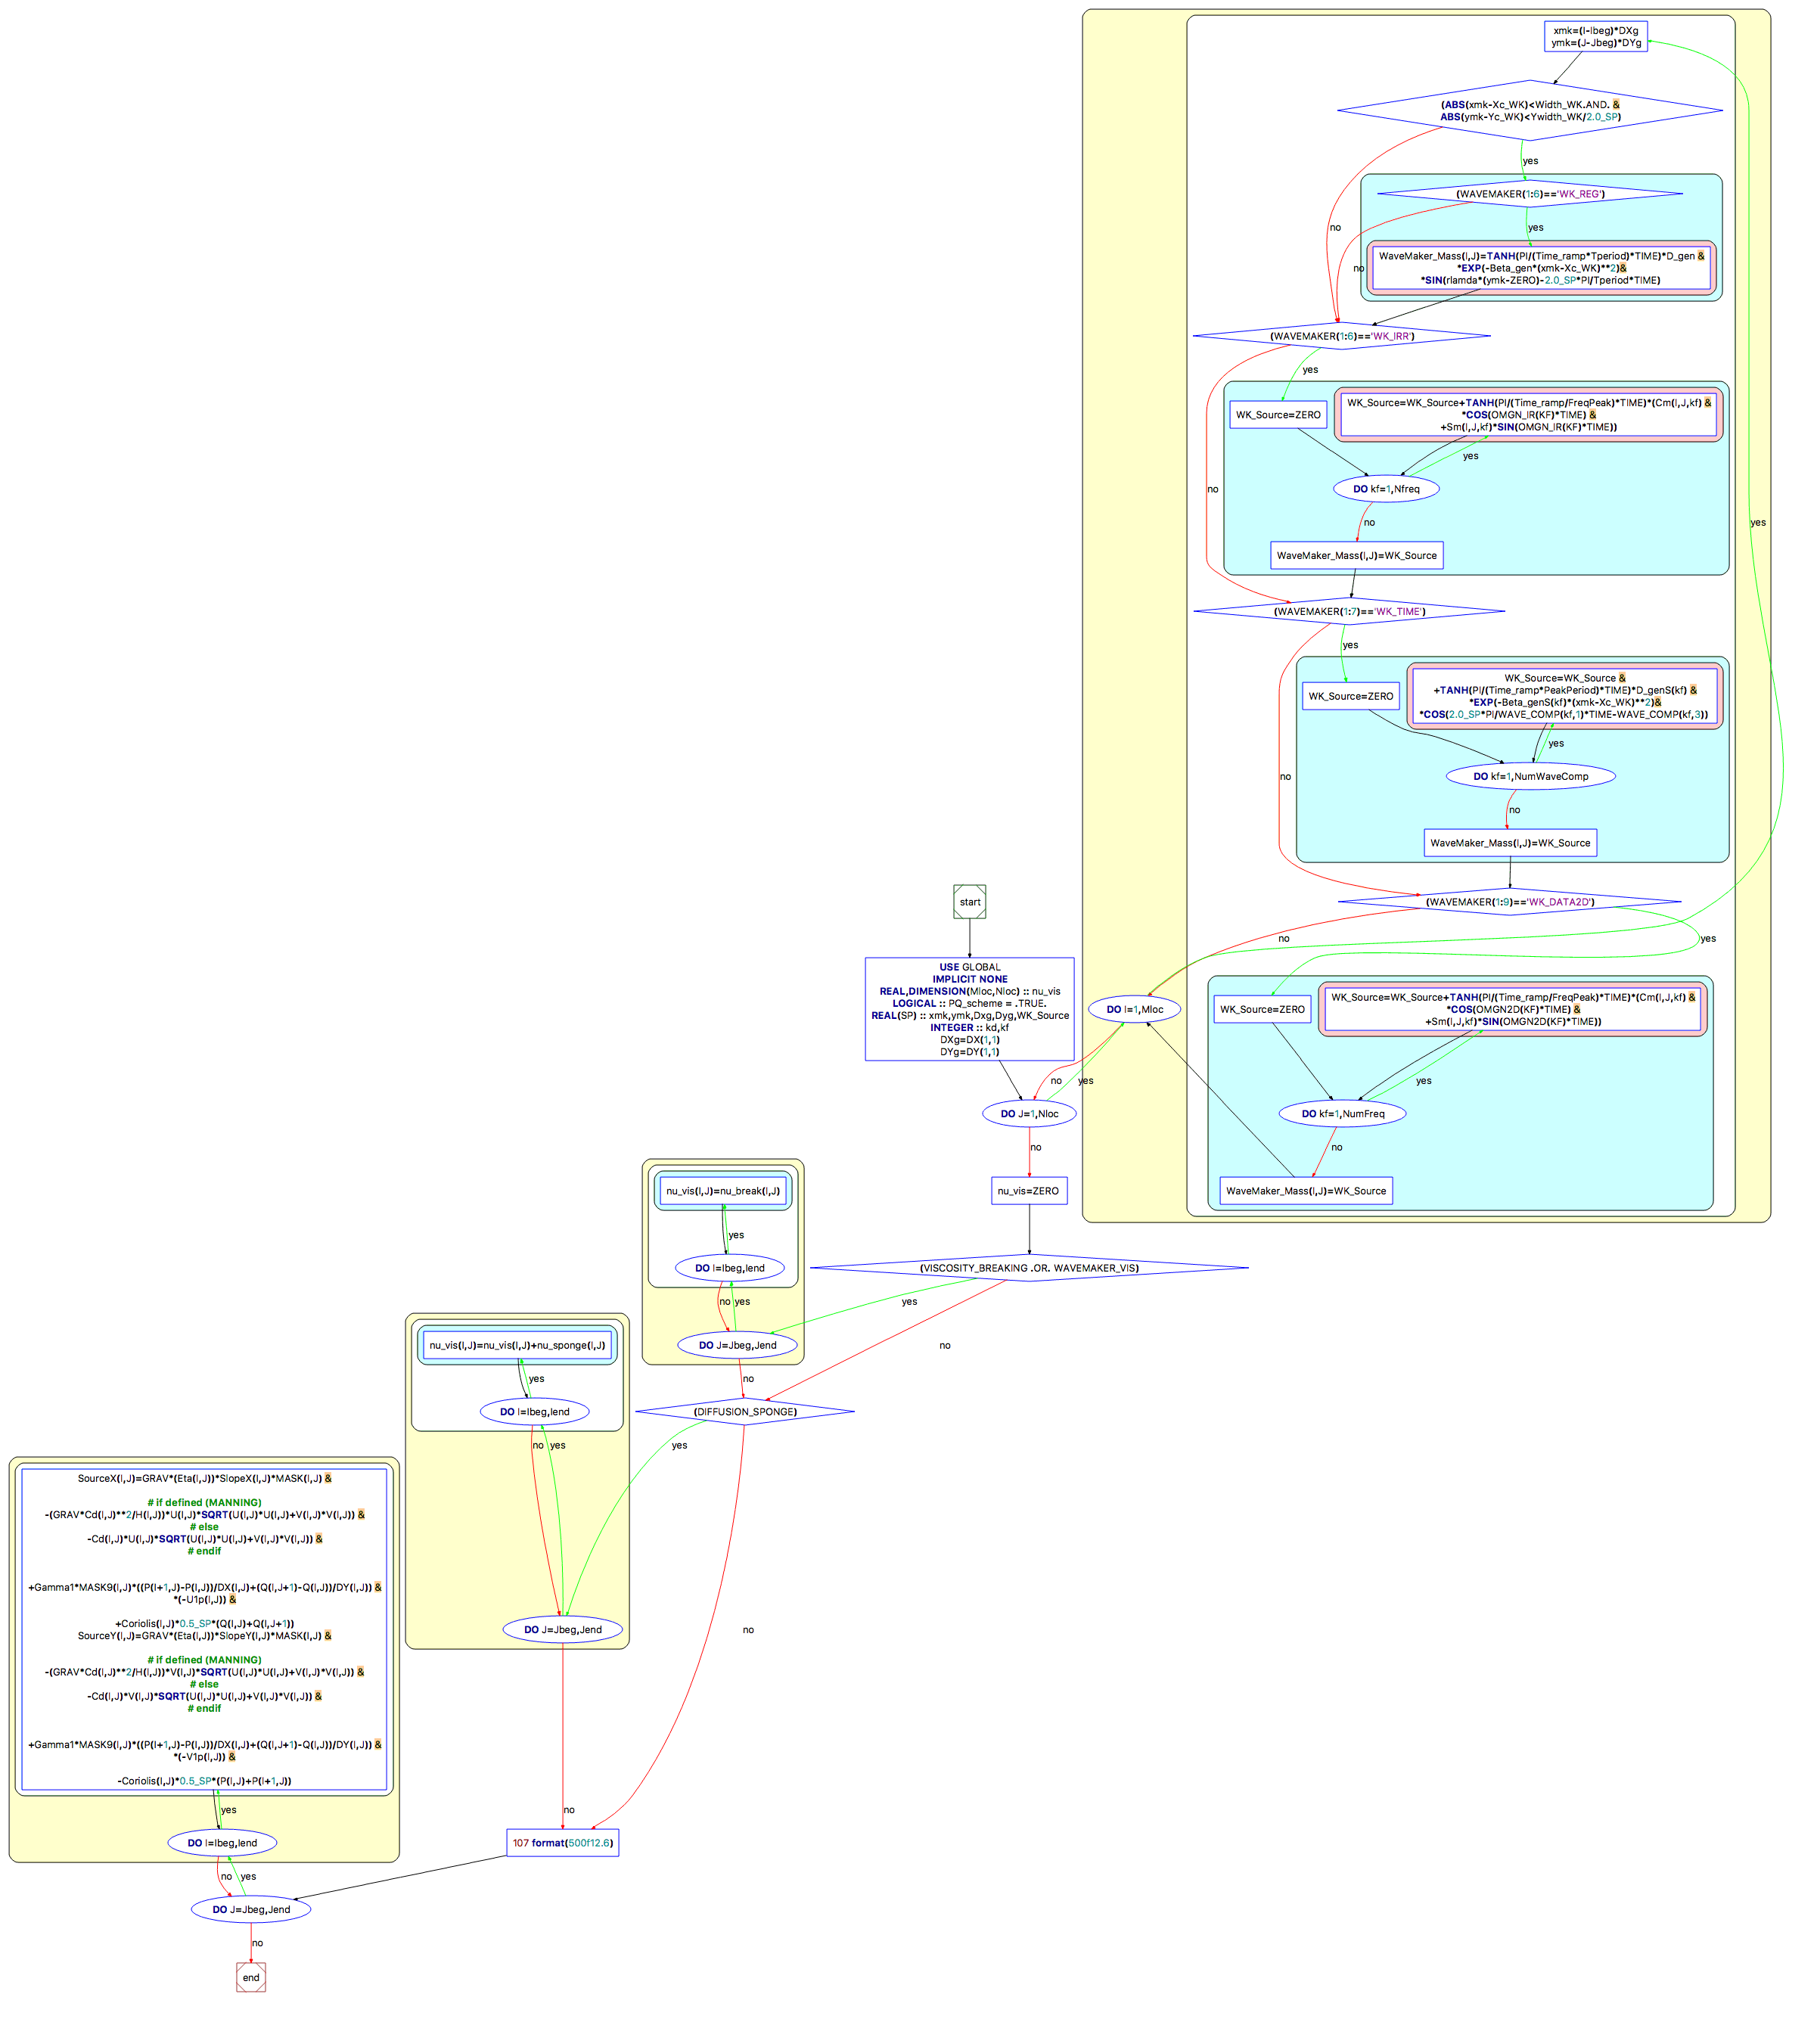 xmk=(I-Ibeg)*DXg
ymk=(J-Jbeg)*DYg
(ABS(xmk-Xc_WK)<Width_WK.AND. &
ABS(ymk-Yc_WK)<Ywidth_WK/2.0_SP)
yes
(WAVEMAKER(1:6)=='WK_REG')
no
yes
no
WaveMaker_Mass(I,J)=TANH(PI/(Time_ramp*Tperiod)*TIME)*D_gen &
*EXP(-Beta_gen*(xmk-Xc_WK)**2)&
*SIN(rlamda*(ymk-ZERO)-2.0_SP*PI/Tperiod*TIME)
(WAVEMAKER(1:6)=='WK_IRR')
yes
WK_Source=ZERO
WK_Source=WK_Source+TANH(PI/(Time_ramp/FreqPeak)*TIME)*(Cm(I,J,kf) &
*COS(OMGN_IR(KF)*TIME) &
+Sm(I,J,kf)*SIN(OMGN_IR(KF)*TIME))
yes
no
DO kf=1,Nfreq
no
yes
WaveMaker_Mass(I,J)=WK_Source
(WAVEMAKER(1:7)=='WK_TIME')
yes
WK_Source=ZERO
WK_Source=WK_Source &
+TANH(PI/(Time_ramp*PeakPeriod)*TIME)*D_genS(kf) &
*EXP(-Beta_genS(kf)*(xmk-Xc_WK)**2)&
*COS(2.0_SP*PI/WAVE_COMP(kf,1)*TIME-WAVE_COMP(kf,3))
yes
no
DO kf=1,NumWaveComp
no
WaveMaker_Mass(I,J)=WK_Source
start
(WAVEMAKER(1:9)=='WK_DATA2D')
no
yes
USE GLOBAL
IMPLICIT NONE
REAL,DIMENSION(Mloc,Nloc) :: nu_vis
LOGICAL :: PQ_scheme = .TRUE.
REAL(SP) :: xmk,ymk,Dxg,Dyg,WK_Source
INTEGER :: kd,kf
DXg=DX(1,1)
DYg=DY(1,1)
DO I=1,Mloc
WK_Source=ZERO
WK_Source=WK_Source+TANH(PI/(Time_ramp/FreqPeak)*TIME)*(Cm(I,J,kf) &
*COS(OMGN2D(KF)*TIME) &
+Sm(I,J,kf)*SIN(OMGN2D(KF)*TIME))
no
yes
yes
DO J=1,Nloc
DO kf=1,NumFreq
no
no
nu_vis(I,J)=nu_break(I,J)
nu_vis=ZERO
WaveMaker_Mass(I,J)=WK_Source
yes
DO I=Ibeg,Iend
(VISCOSITY_BREAKING .OR. WAVEMAKER_VIS)
no
yes
yes
nu_vis(I,J)=nu_vis(I,J)+nu_sponge(I,J)
DO J=Jbeg,Jend
no
yes
no
DO I=Ibeg,Iend
(DIFFUSION_SPONGE)
no
yes
yes
SourceX(I,J)=GRAV*(Eta(I,J))*SlopeX(I,J)*MASK(I,J) &
# if defined (MANNING)
-(GRAV*Cd(I,J)**2/H(I,J))*U(I,J)*SQRT(U(I,J)*U(I,J)+V(I,J)*V(I,J)) &
# else
-Cd(I,J)*U(I,J)*SQRT(U(I,J)*U(I,J)+V(I,J)*V(I,J)) &
# endif
+Gamma1*MASK9(I,J)*((P(I+1,J)-P(I,J))/DX(I,J)+(Q(I,J+1)-Q(I,J))/DY(I,J)) &
*(-U1p(I,J)) &
+Coriolis(I,J)*0.5_SP*(Q(I,J)+Q(I,J+1))
SourceY(I,J)=GRAV*(Eta(I,J))*SlopeY(I,J)*MASK(I,J) &
# if defined (MANNING)
-(GRAV*Cd(I,J)**2/H(I,J))*V(I,J)*SQRT(U(I,J)*U(I,J)+V(I,J)*V(I,J)) &
# else
-Cd(I,J)*V(I,J)*SQRT(U(I,J)*U(I,J)+V(I,J)*V(I,J)) &
# endif
+Gamma1*MASK9(I,J)*((P(I+1,J)-P(I,J))/DX(I,J)+(Q(I,J+1)-Q(I,J))/DY(I,J)) &
*(-V1p(I,J)) &
-Coriolis(I,J)*0.5_SP*(P(I,J)+P(I+1,J))
DO J=Jbeg,Jend
no
yes
no
DO I=Ibeg,Iend
107 format(500f12.6)
no
yes
DO J=Jbeg,Jend
no
end